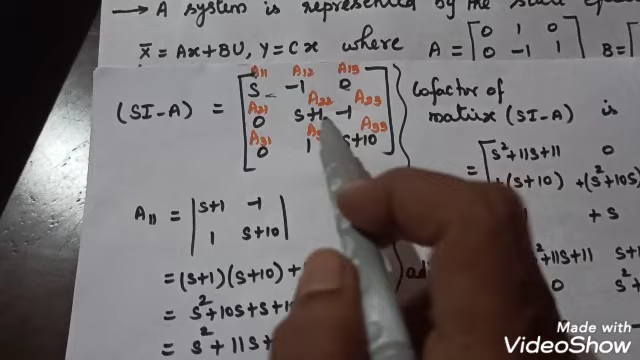 → A system is represented by the state
Ẋ = Ax + BU, Y = Cx where A = [0 1 0 B =
0 -1 1
(SI-A) = [A11 A12 A13
s -1 0
A21 A22 A23
0 s+1 -1
A31 A33
0 1 s+10]
A11 = |s+1 -1
1 s+10|
= (s+1)(s+10) +
= s² + 10s + s +
= s² + 11s +
Cofactor of
matrix (SI-A) is
= [s²+11s+11 0
+(s+10) +(s²+10s)
+s
+11s+11
0 s²
Made with
VideoShow